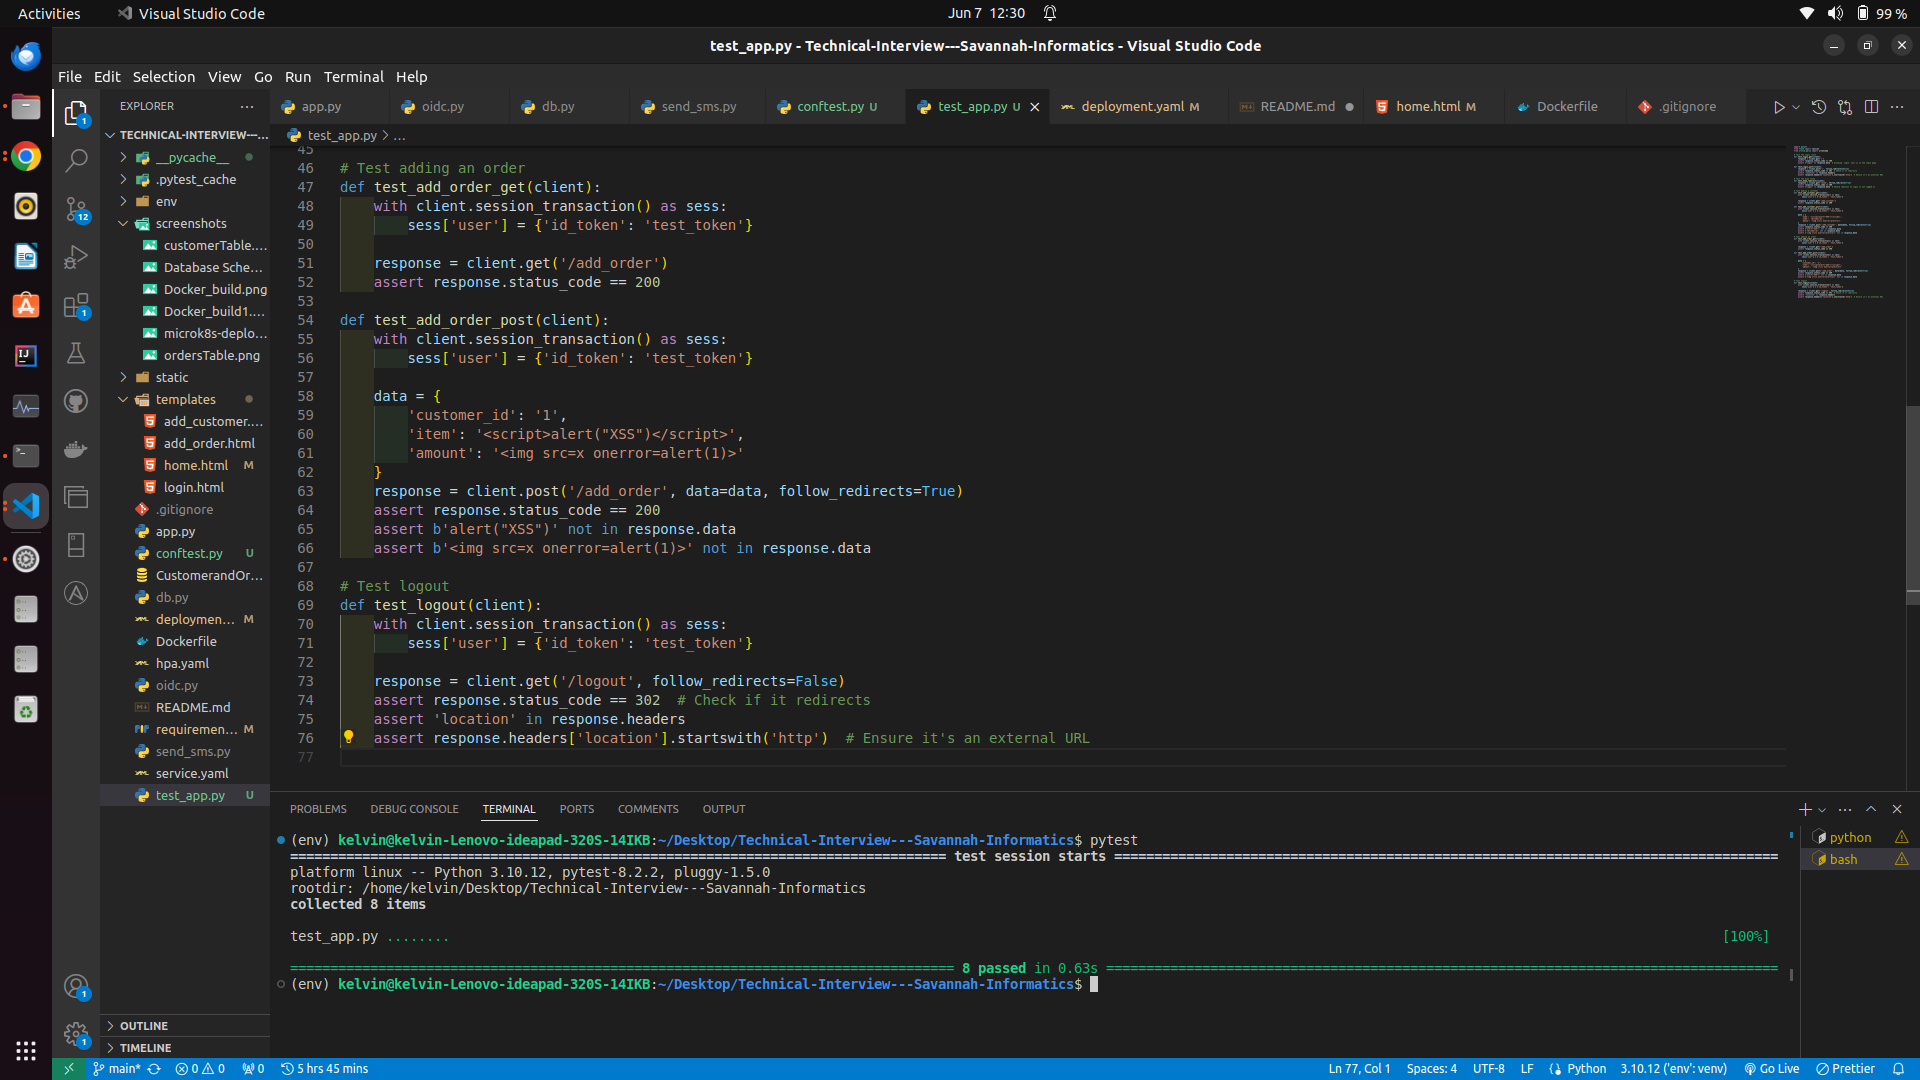 Activities
Visual Studio Code
Jun 7 12:30
99 %
test_app.py - Technical-Interview---Savannah-Informatics - Visual Studio Code
File Edit Selection View Go Run Terminal Help
EXPLORER
app.py
oidc.py
db.py
send_sms.py
conftest.py U
test_app.py U
deployment.yaml M
README.md
home.html M
Dockerfile
.gitignore
TECHNICAL-INTERVIEW---...
test_app.py > ...
__pycache__
.pytest_cache
env
screenshots
customerTable....
Database Sche...
Docker_build.png
Docker_build1....
microk8s-deplo...
ordersTable.png
static
templates
add_customer....
add_order.html
home.html M
login.html
.gitignore
app.py
conftest.py U
CustomerandOr...
db.py
deploymen... M
Dockerfile
hpa.yaml
oidc.py
README.md
requiremen... M
send_sms.py
service.yaml
test_app.py U
OUTLINE
TIMELINE
1
12
1
1
1
45
46 # Test adding an order
47 def test_add_order_get(client):
48 with client.session_transaction() as sess:
49 sess['user'] = {'id_token': 'test_token'}
50
51 response = client.get('/add_order')
52 assert response.status_code == 200
53
54 def test_add_order_post(client):
55 with client.session_transaction() as sess:
56 sess['user'] = {'id_token': 'test_token'}
57
58 data = {
59 'customer_id': '1',
60 'item': '<script>alert("XSS")</script>',
61 'amount': '<img src=x onerror=alert(1)>'
62 }
63 response = client.post('/add_order', data=data, follow_redirects=True)
64 assert response.status_code == 200
65 assert b'alert("XSS")' not in response.data
66 assert b'<img src=x onerror=alert(1)>' not in response.data
67
68 # Test logout
69 def test_logout(client):
70 with client.session_transaction() as sess:
71 sess['user'] = {'id_token': 'test_token'}
72
73 response = client.get('/logout', follow_redirects=False)
74 assert response.status_code == 302 # Check if it redirects
75 assert 'location' in response.headers
76 assert response.headers['location'].startswith('http') # Ensure it's an external URL
77
PROBLEMS DEBUG CONSOLE TERMINAL PORTS COMMENTS OUTPUT
(env) kelvin@kelvin-Lenovo-ideapad-320S-14IKB:~/Desktop/Technical-Interview---Savannah-Informatics$ pytest
test session starts
platform linux -- Python 3.10.12, pytest-8.2.2, pluggy-1.5.0
rootdir: /home/kelvin/Desktop/Technical-Interview---Savannah-Informatics
collected 8 items
test_app.py ........ [100%]
8 passed in 0.63s
(env) kelvin@kelvin-Lenovo-ideapad-320S-14IKB:~/Desktop/Technical-Interview---Savannah-Informatics$
python
bash
main* 0 0 0 5 hrs 45 mins
Ln 77, Col 1 Spaces: 4 UTF-8 LF Python 3.10.12 ('env': venv) Go Live Prettier